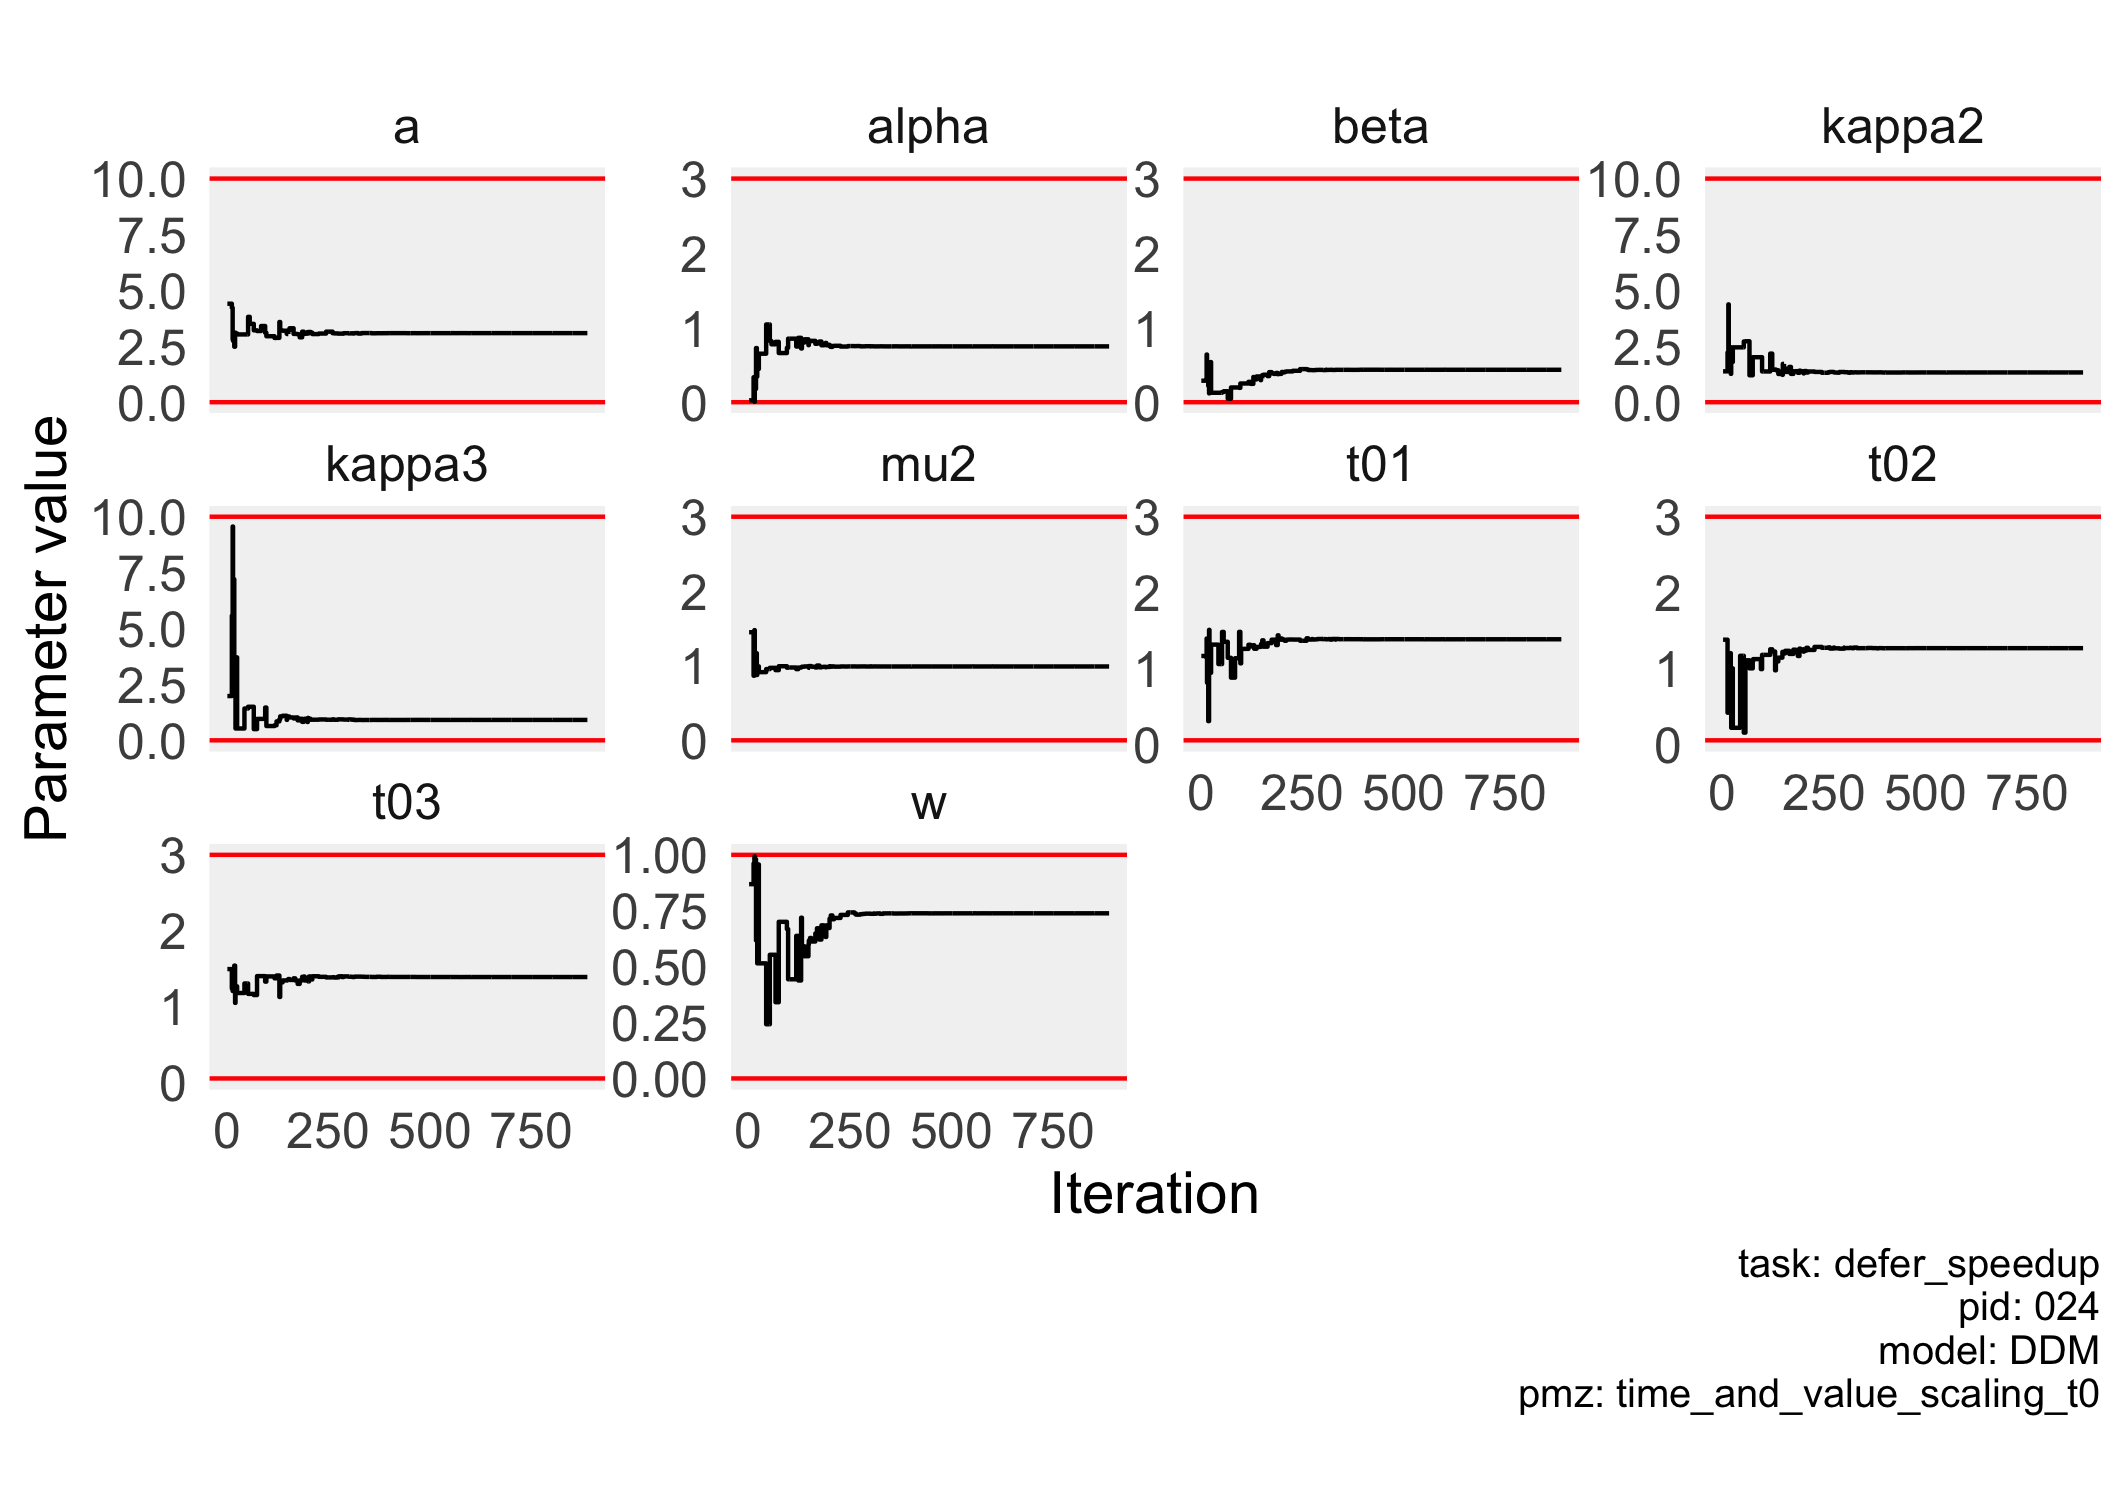 a alpha beta kappa2
10.0 3 3 10.0
7.5 7.5
2 2
5.0 5.0
1 1
2.5 2.5
0.0 0 0 0.0
kappa3 mu2 t01 t02
10.0 3 3 3
7.5
2 2 2
5.0
2.5 1 1 1
0.0 0 0 0
0 250 500 750 0 250 500 750
t03 w
3 1.00
2 0.75
0.50
1 0.25
0 0.00
0 250 500 750 0 250 500 750
Parameter value
Iteration
task: defer_speedup
pid: 024
model: DDM
pmz: time_and_value_scaling_t0